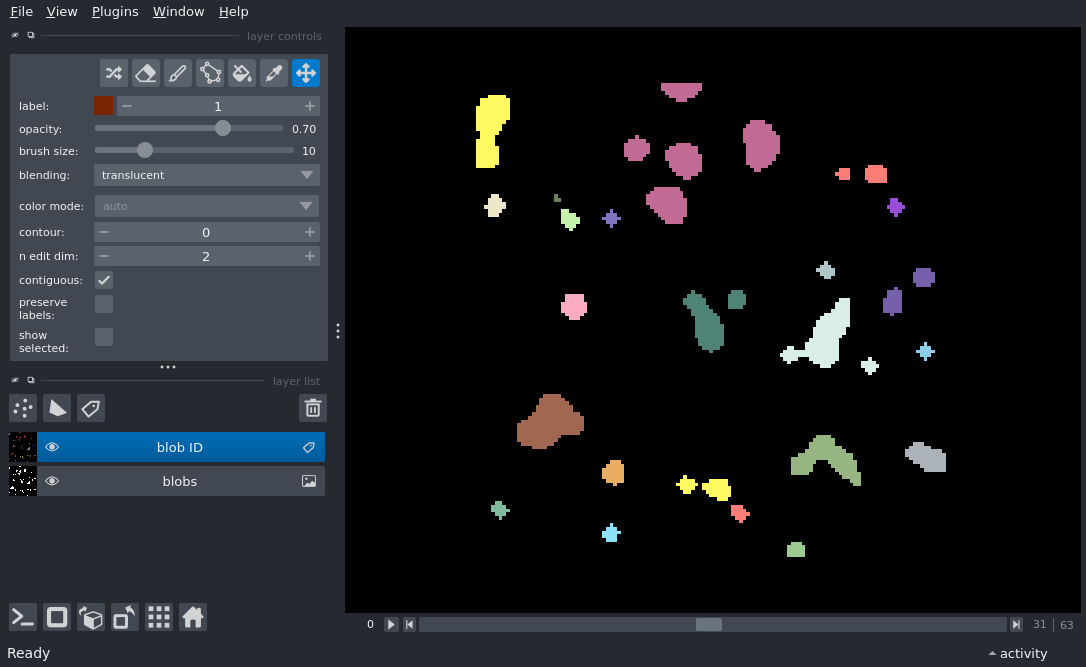 File View Plugins Window Help
layer controls
label: 1
opacity: 0.70
brush size: 10
blending: translucent
color mode: auto
contour: 0
n edit dim: 2
contiguous:
preserve
labels:
show
selected:
layer list
blob ID
blobs
0 31 63
Ready activity